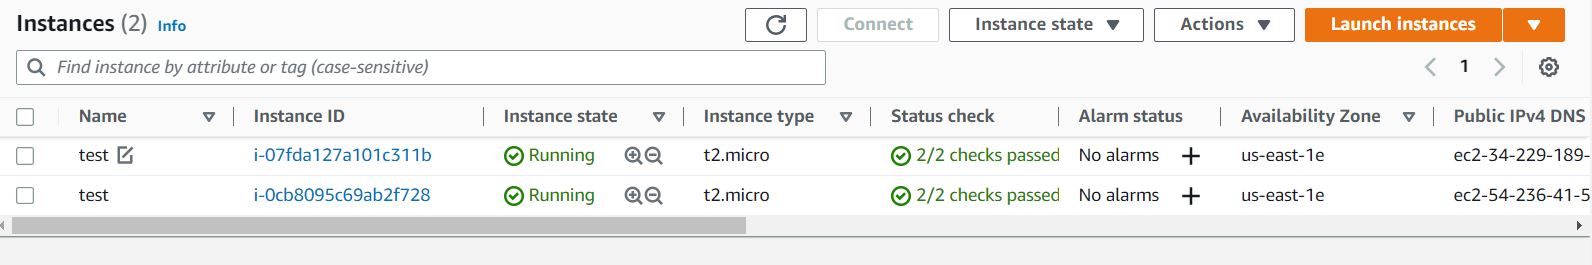 Instances (2) Info Connect Instance state Actions Launch instances
Find instance by attribute or tag (case-sensitive) 1
Name Instance ID Instance state Instance type Status check Alarm status Availability Zone Public IPv4 DNS
test i-07fda127a101c311b Running t2.micro 2/2 checks passed No alarms + us-east-1e ec2-34-229-189-
test i-0cb8095c69ab2f728 Running t2.micro 2/2 checks passed No alarms + us-east-1e ec2-54-236-41-5